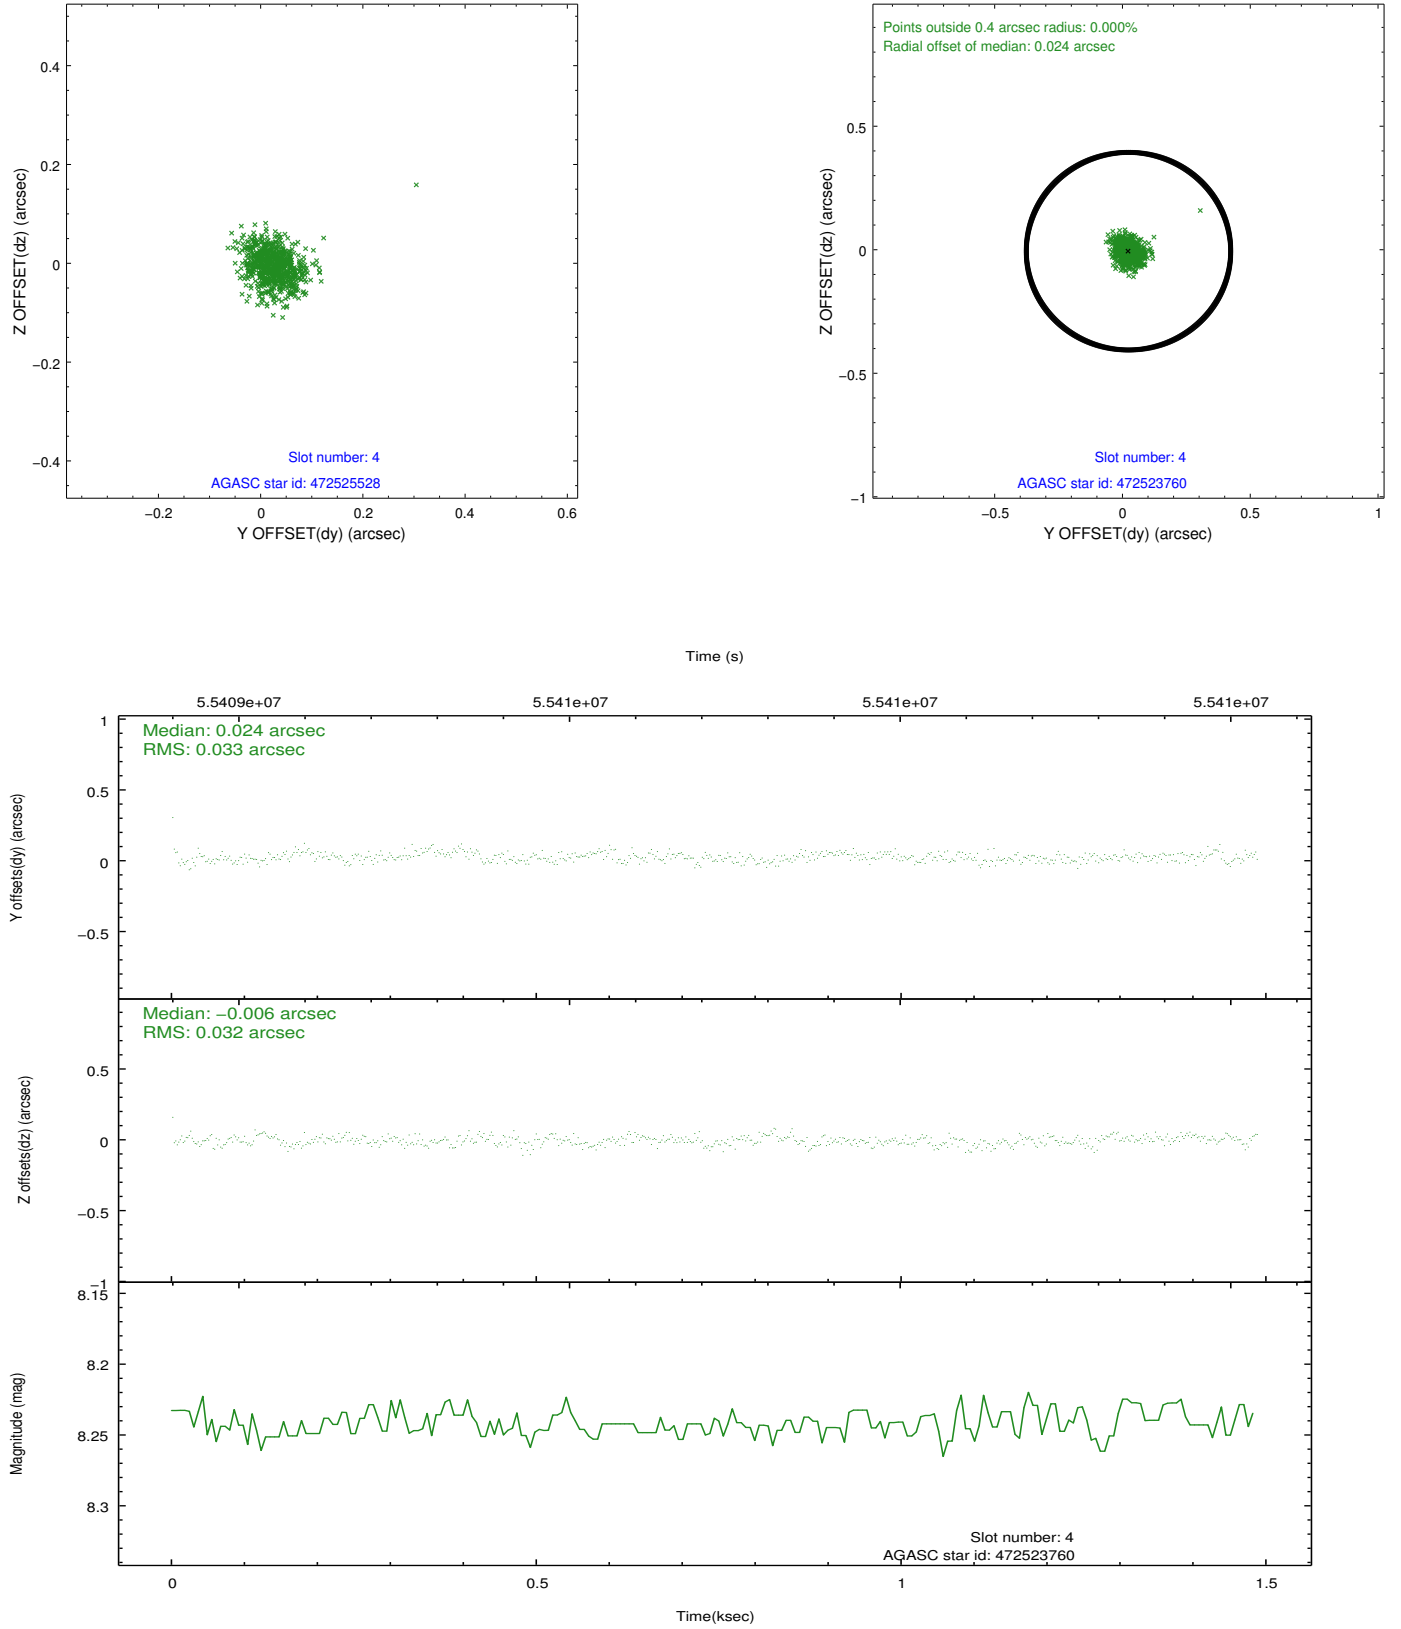 0.4
0.2
0
−0.2
−0.4
Z OFFSET(dz) (arcsec)
Slot number: 4
AGASC star id: 472525528
−0.2 0 0.2 0.4 0.6
Y OFFSET(dy) (arcsec)
Points outside 0.4 arcsec radius: 0.000%
Radial offset of median: 0.024 arcsec
0.5
0
−0.5
−1
Z OFFSET(dz) (arcsec)
Slot number: 4
AGASC star id: 472523760
−0.5 0 0.5 1
Y OFFSET(dy) (arcsec)
Time (s)
5.5409e+07 5.541e+07 5.541e+07 5.541e+07
Median: 0.024 arcsec
RMS: 0.033 arcsec
1
0.5
0
−0.5
Y offsets(dy) (arcsec)
Median: −0.006 arcsec
RMS: 0.032 arcsec
0.5
0
−0.5
−1
Z offsets(dz) (arcsec)
8.15
8.2
8.25
8.3
Magnitude (mag)
Slot number: 4
AGASC star id: 472523760
0 0.5 1 1.5
Time(ksec)